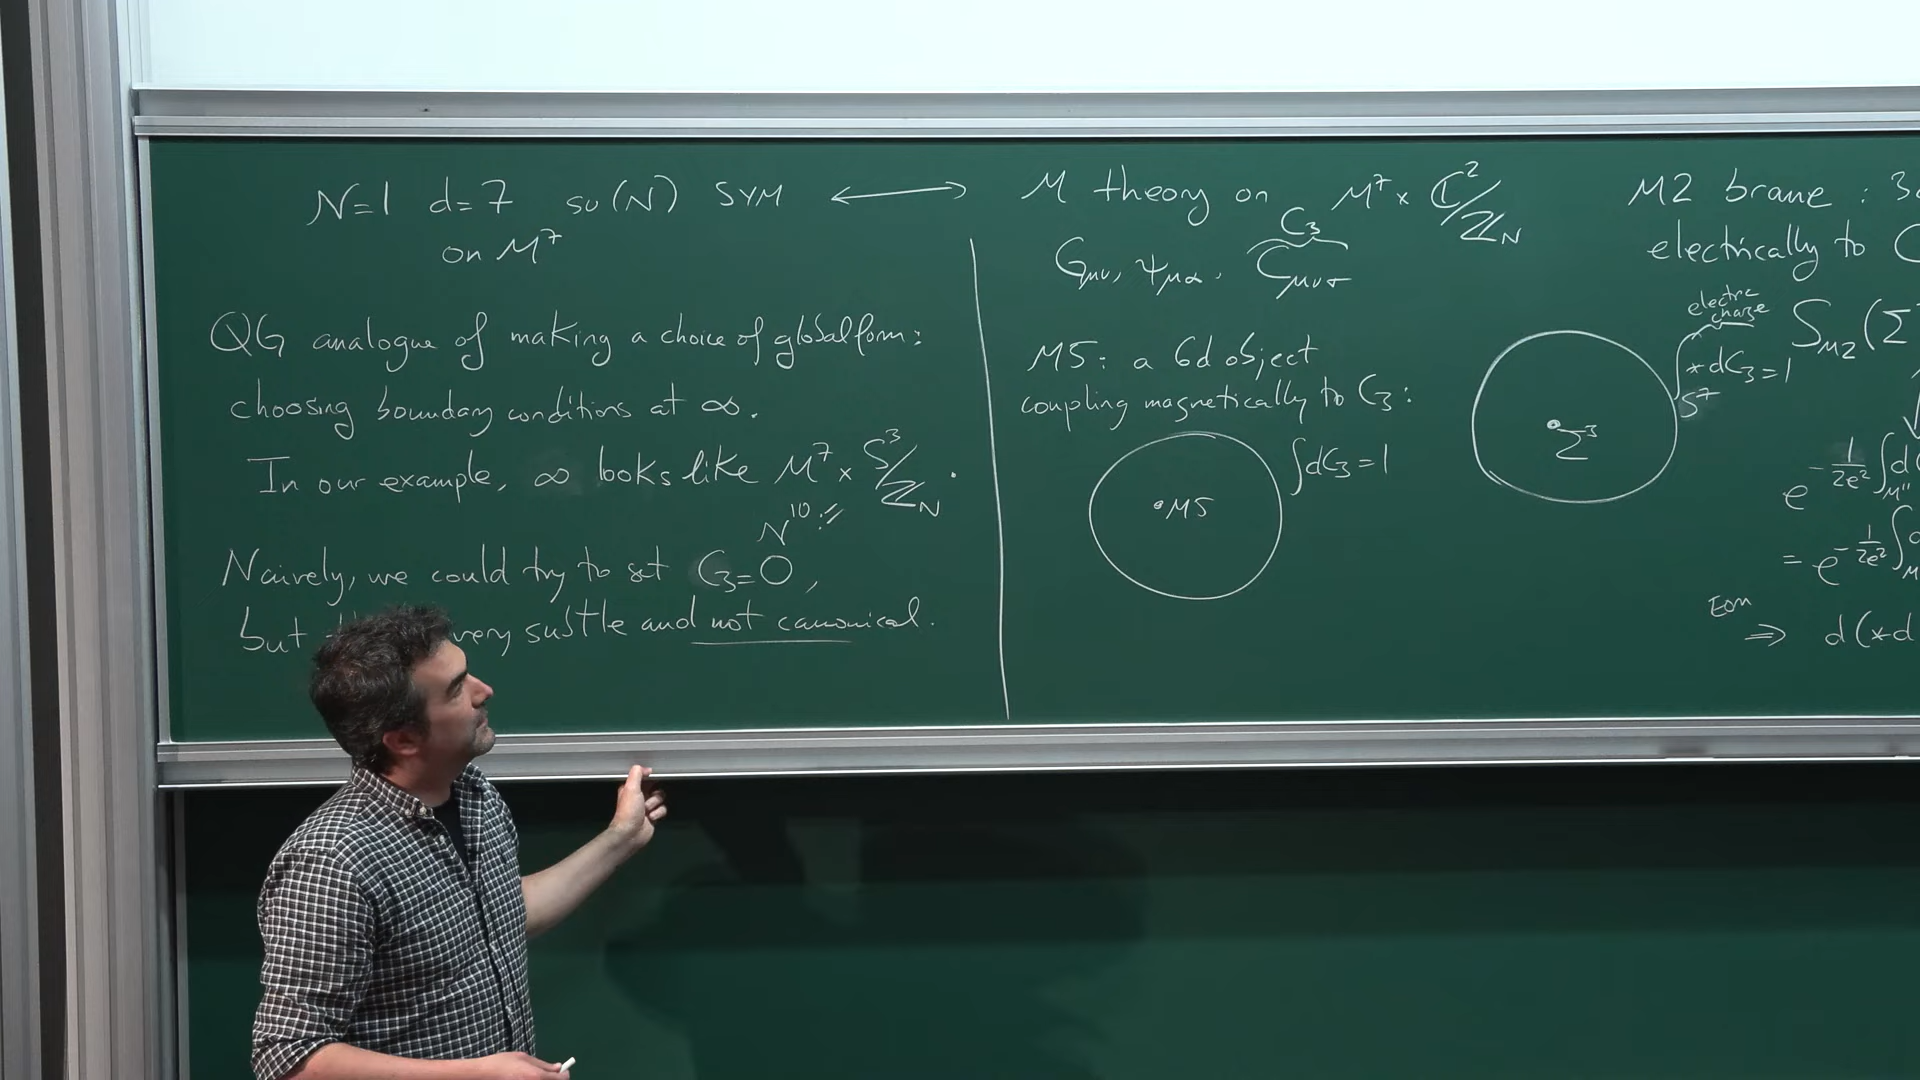 N=1 d=7 su(N) SYM ⟷ M theory on M⁷ × C²/Z_N
on M⁷
QG analogue of making a choice of global form:
choosing boundary conditions at ∞.
In our example, ∞ looks like M⁷ × S³/Z_N.
N¹⁰ :=
Naively, we could try to set C₃=0,
but very subtle and not canonical.
C₃
G_μν, ψ_μα, C_μνσ
M5: a 6d object
coupling magnetically to C₃:
•M5
∫dC₃=1
M2 brane: 3
electrically to C
electric
charge
∫_S⁷ *dC₃=1
Σ³
S_M2(Σ
e^{-1/2e² ∫_M¹¹ d
= e^{-1/2e² ∫_M
EOM
⇒ d(*d